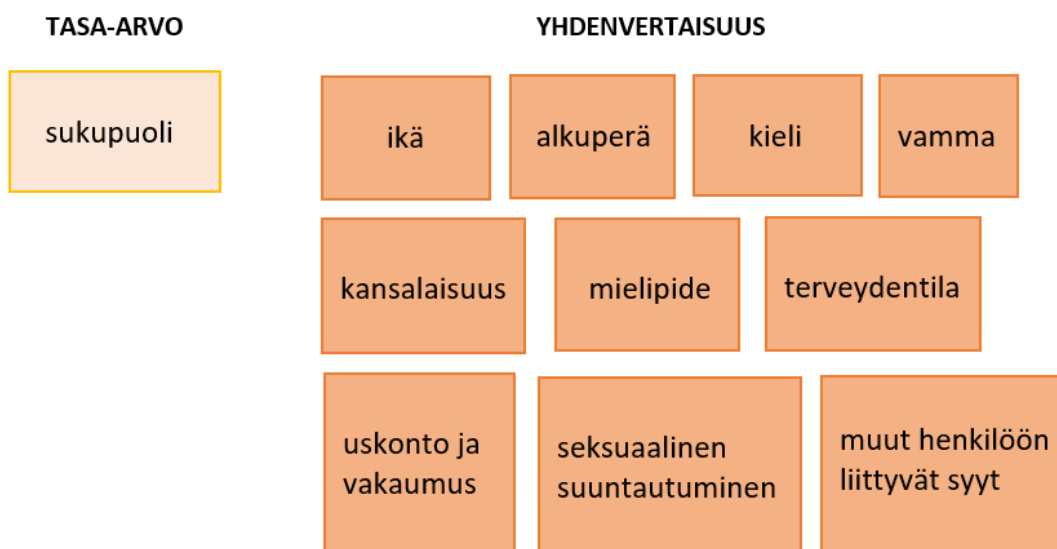 TASA-ARVO
YHDENVERTAISUUS
sukupuoli
ikä
alkuperä
kieli
vamma
kansalaisuus
mielipide
terveydentila
uskonto ja
vakaumus
seksuaalinen
suuntautuminen
muut henkilöön
liittyvät syyt